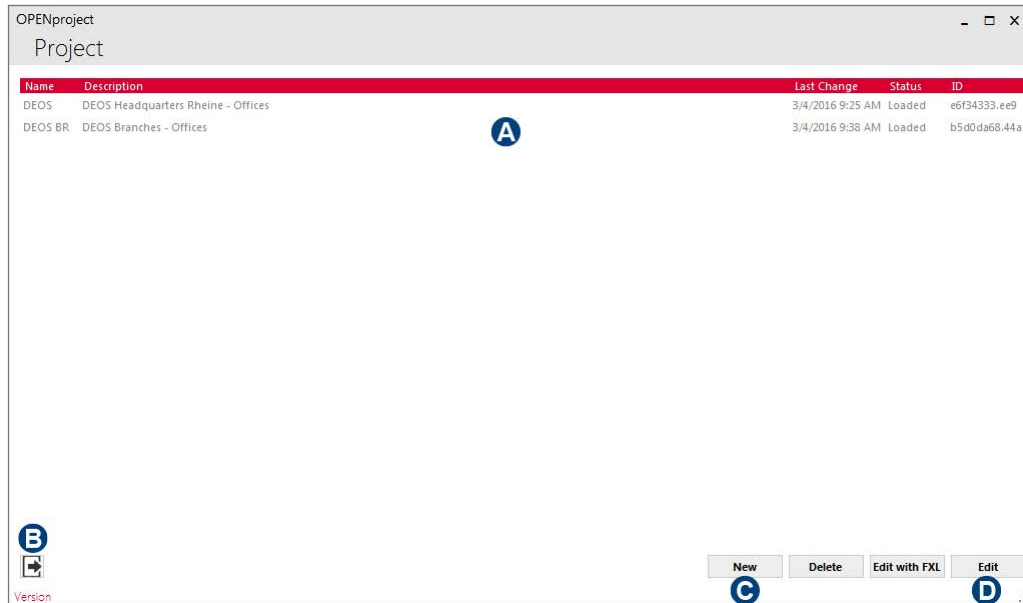 OPENproject
Project
Name Description Last Change Status ID
DEOS DEOS Headquarters Rheine - Offices 3/4/2016 9:25 AM Loaded e6f34333.ee9
DEOS BR DEOS Branches - Offices 3/4/2016 9:38 AM Loaded b5d0da68.44a
A
B
New Delete Edit with FXL Edit
C D
Version